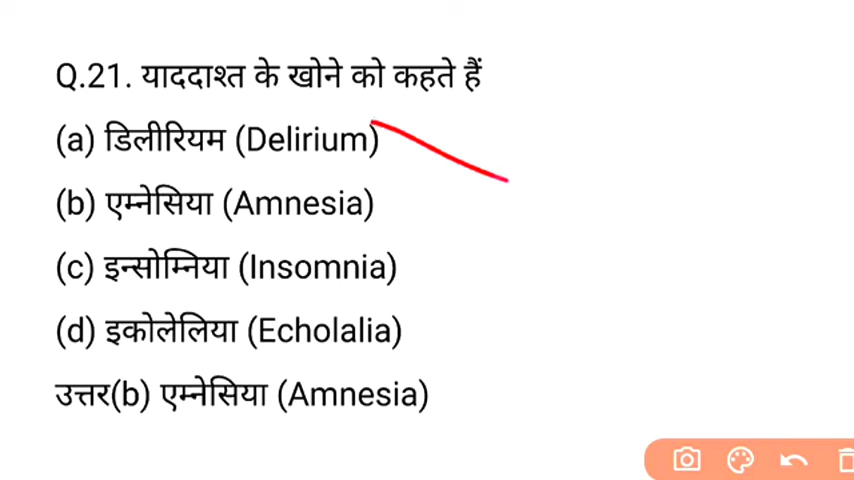 Q.21. याददाश्त के खोने को कहते हैं
(a) डिलीरियम (Delirium)
(b) एम्नेसिया (Amnesia)
(c) इन्सोम्निया (Insomnia)
(d) इकोलेलिया (Echolalia)
उत्तर(b) एम्नेसिया (Amnesia)